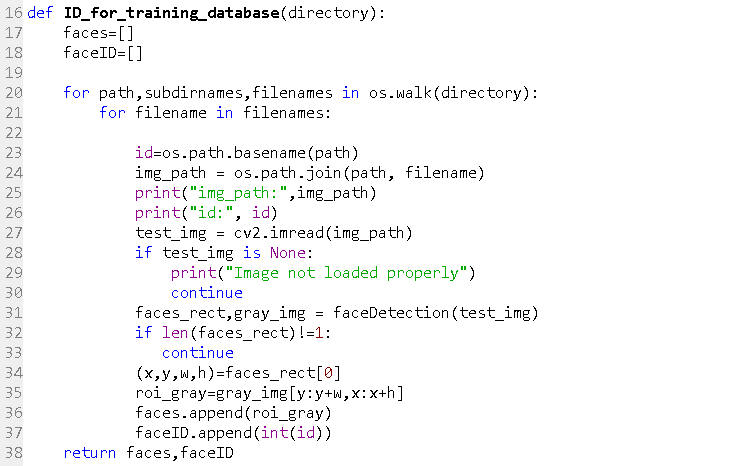 16 def ID_for_training_database(directory):
17     faces=[]
18     faceID=[]
19
20     for path,subdirnames,filenames in os.walk(directory):
21         for filename in filenames:
22
23             id=os.path.basename(path)
24             img_path = os.path.join(path, filename)
25             print("img_path:",img_path)
26             print("id:", id)
27             test_img = cv2.imread(img_path)
28             if test_img is None:
29                 print("Image not loaded properly")
30                 continue
31             faces_rect,gray_img = faceDetection(test_img)
32             if len(faces_rect)!=1:
33                continue
34             (x,y,w,h)=faces_rect[0]
35             roi_gray=gray_img[y:y+w,x:x+h]
36             faces.append(roi_gray)
37             faceID.append(int(id))
38     return faces,faceID